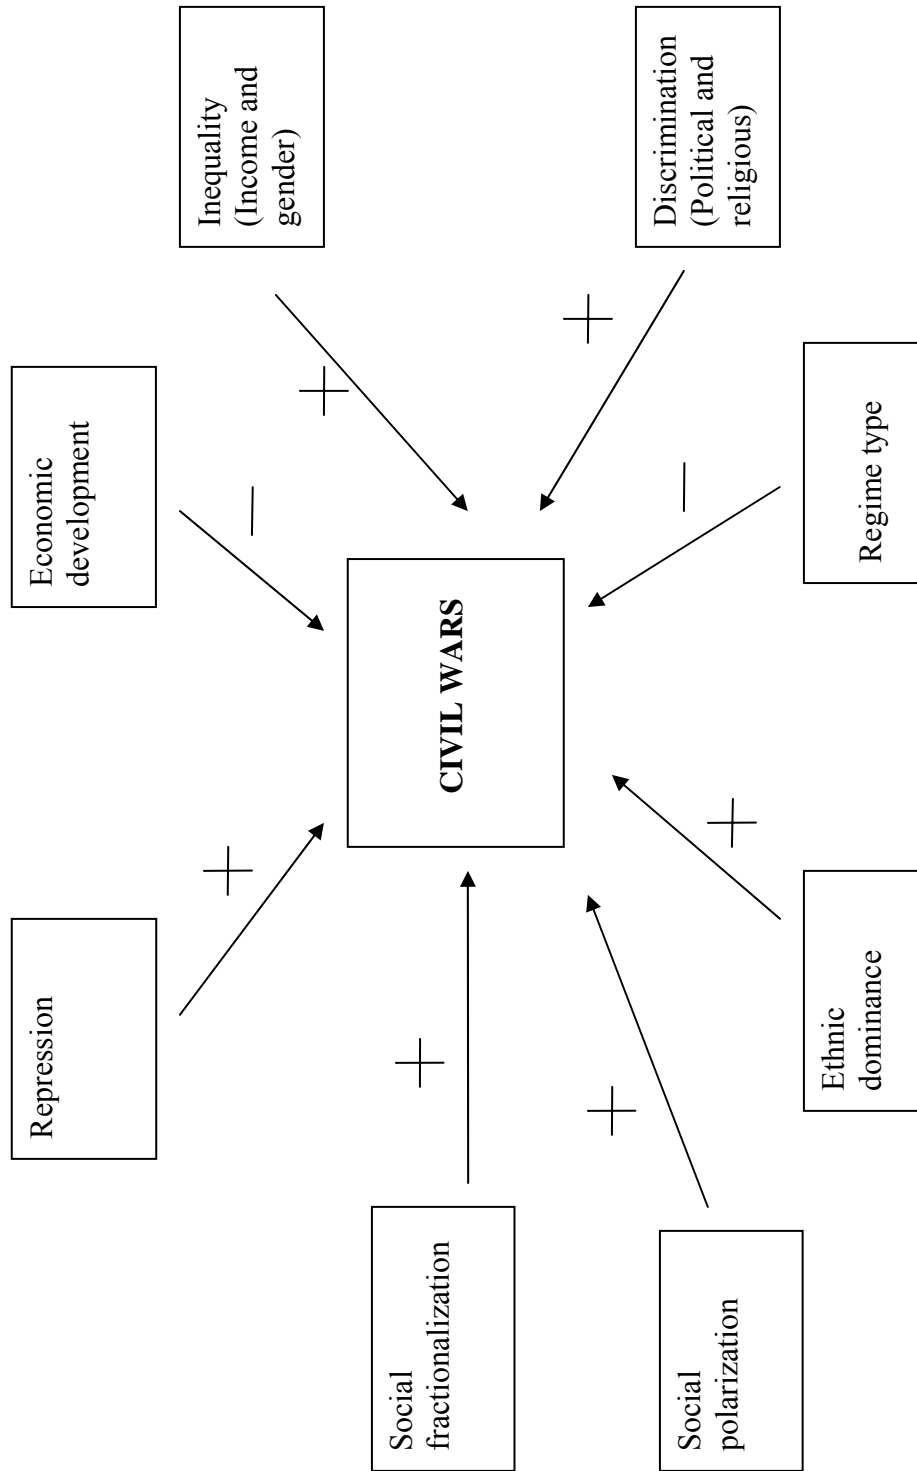 Repression
Economic
development
Inequality
(Income and
gender)
Social
fractionalization
+
−
+
+
CIVIL WARS
+
+
−
+
Social
polarization
Ethnic
dominance
Regime type
Discrimination
(Political and
religious)